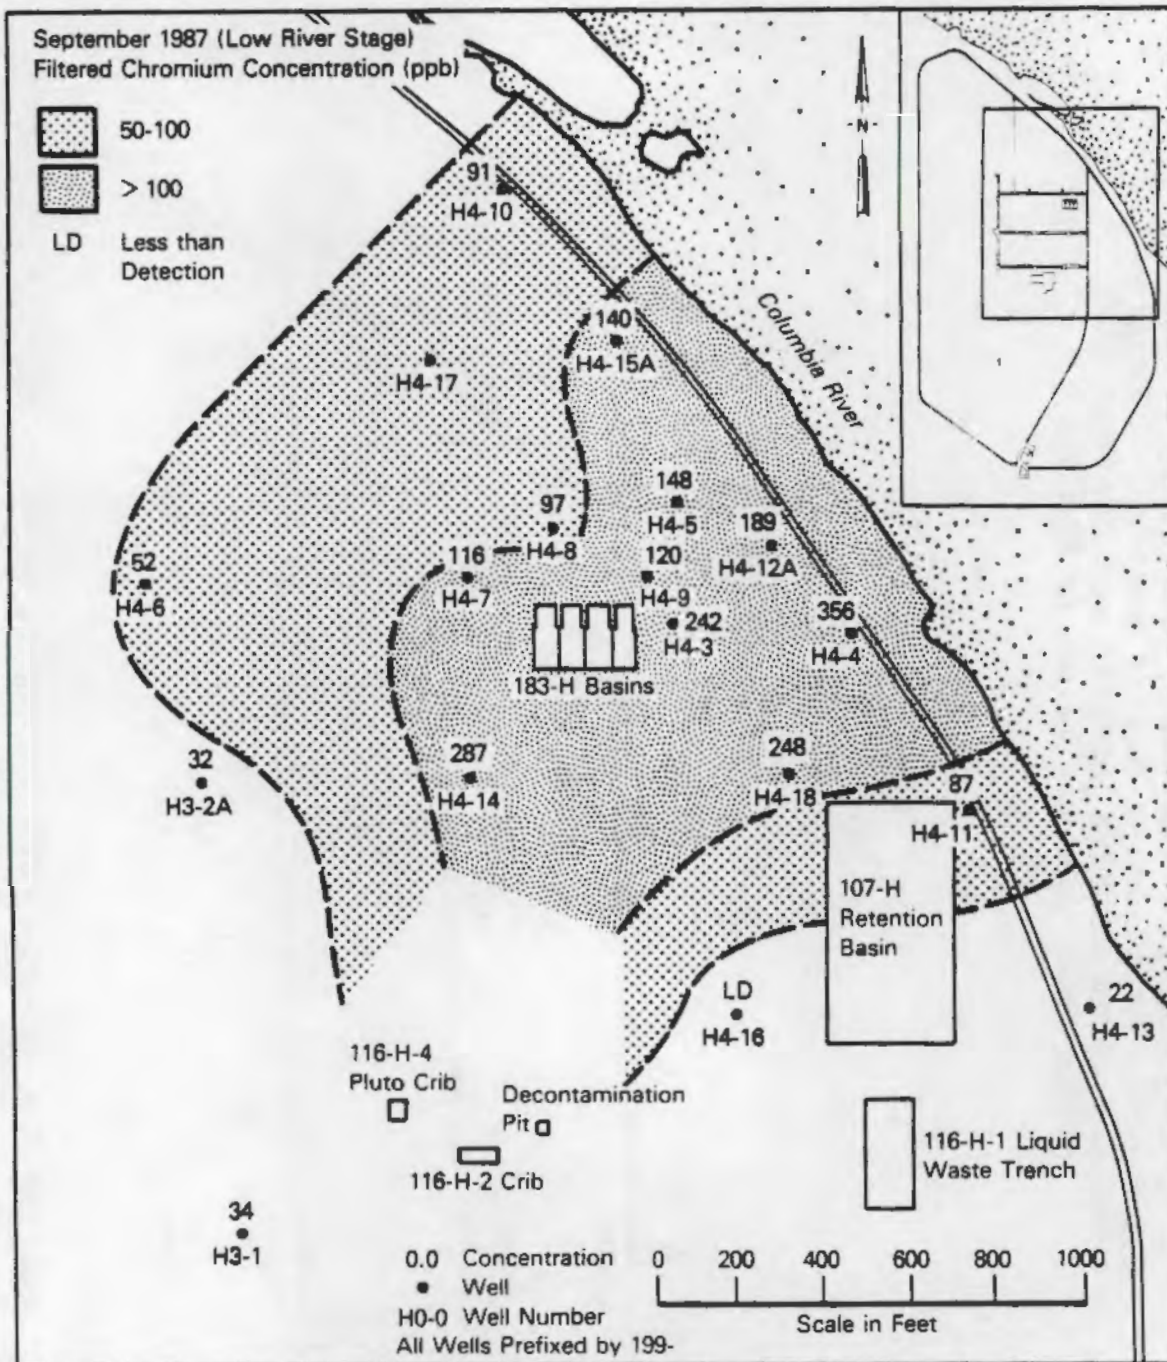 September 1987 (Low River Stage)
Filtered Chromium Concentration (ppb)
50-100
> 100
LD Less than
Detection
N
91
H4-10
140
H4-15A
Columbia River
H4-17
148
H4-5
97
H4-8
189
H4-12A
52
H4-6
116
H4-7
120
H4-9
242
H4-3
356
H4-4
183-H Basins
32
H3-2A
287
H4-14
248
H4-18
87
H4-11
107-H
Retention
Basin
LD
H4-16
22
H4-13
116-H-4
Pluto Crib
Decontamination
Pit
116-H-2 Crib
116-H-1 Liquid
Waste Trench
34
H3-1
0.0 Concentration
Well
H0-0 Well Number
All Wells Prefixed by 199-
0 200 400 600 800 1000
Scale in Feet